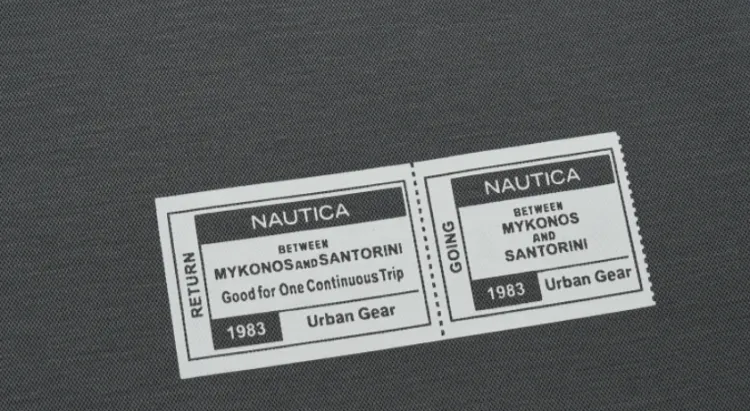 RETURN
NAUTICA
BETWEEN
MYKONOS AND SANTORINI
Good for One Continuous Trip
1983
Urban Gear
GOING
NAUTICA
BETWEEN
MYKONOS
AND
SANTORINI
1983
Urban Gear